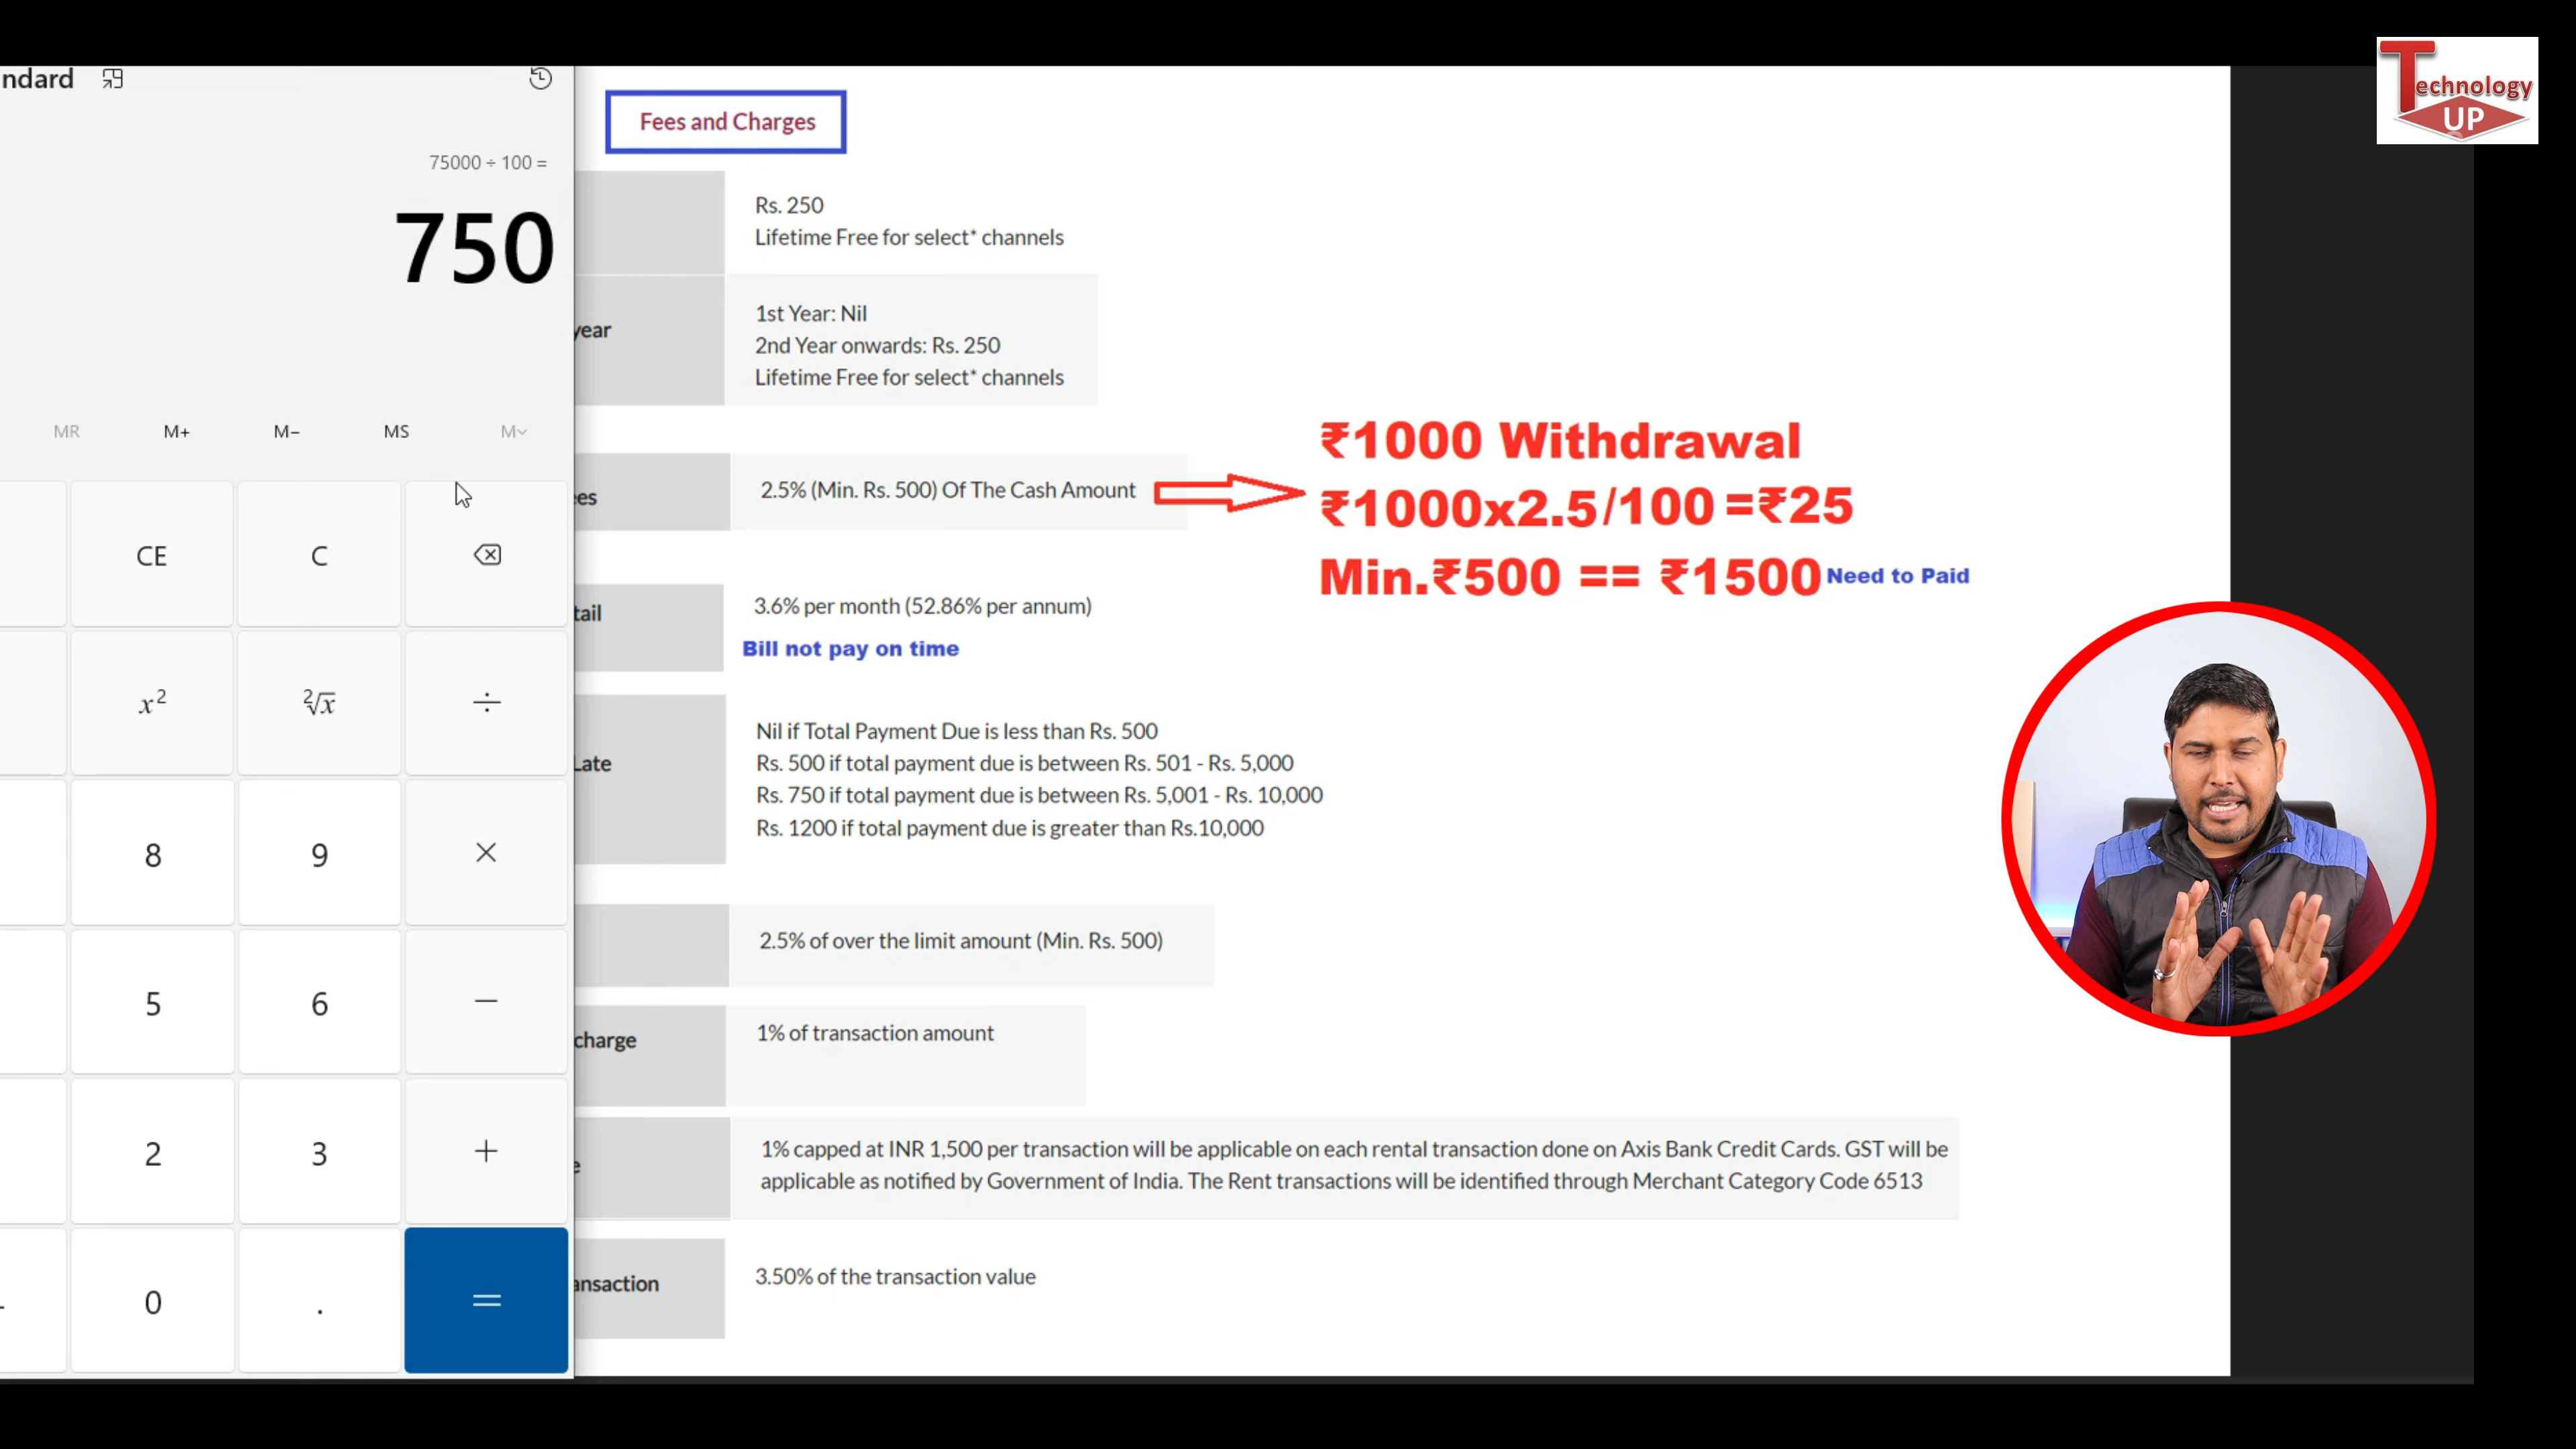 ndard
75000 ÷ 100 =
750
MR M+ M− MS M
CE C
x² ²√x ÷
8 9 ×
5 6 −
2 3 +
0 . =
Fees and Charges
Rs. 250
Lifetime Free for select* channels
year
1st Year: Nil
2nd Year onwards: Rs. 250
Lifetime Free for select* channels
ees
2.5% (Min. Rs. 500) Of The Cash Amount
₹1000 Withdrawal
₹1000x2.5/100 =₹25
Min.₹500 == ₹1500 Need to Paid
tail
3.6% per month (52.86% per annum)
Bill not pay on time
Late
Nil if Total Payment Due is less than Rs. 500
Rs. 500 if total payment due is between Rs. 501 - Rs. 5,000
Rs. 750 if total payment due is between Rs. 5,001 - Rs. 10,000
Rs. 1200 if total payment due is greater than Rs.10,000
2.5% of over the limit amount (Min. Rs. 500)
charge
1% of transaction amount
e
1% capped at INR 1,500 per transaction will be applicable on each rental transaction done on Axis Bank Credit Cards. GST will be
applicable as notified by Government of India. The Rent transactions will be identified through Merchant Category Code 6513
ansaction
3.50% of the transaction value
Technology
UP